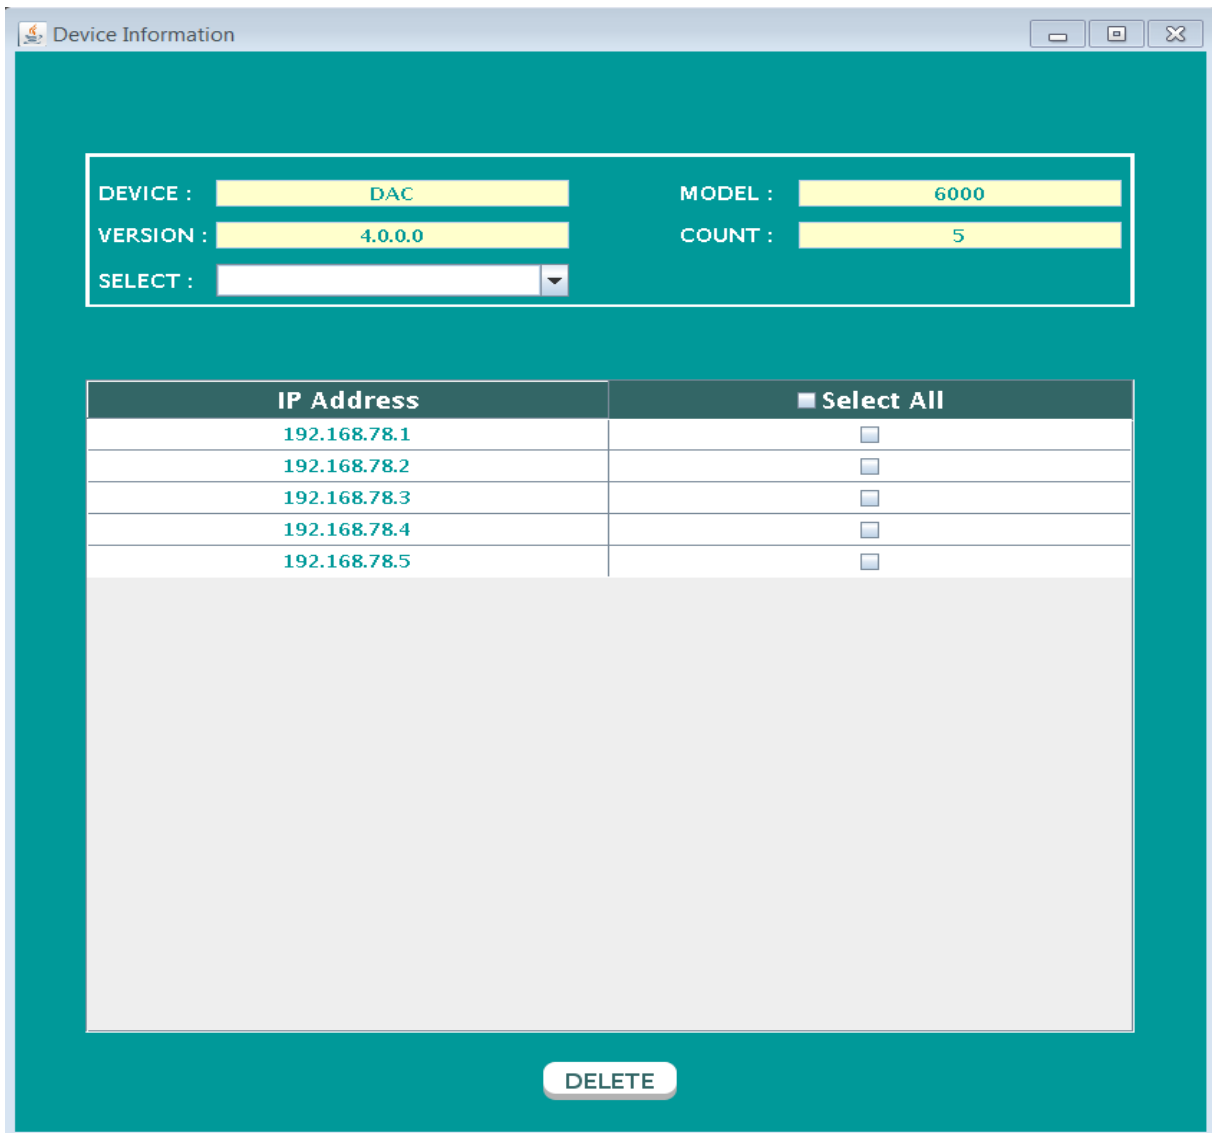 Device Information
DEVICE : DAC MODEL : 6000
VERSION : 4.0.0.0 COUNT : 5
SELECT :
IP Address Select All
192.168.78.1
192.168.78.2
192.168.78.3
192.168.78.4
192.168.78.5
DELETE